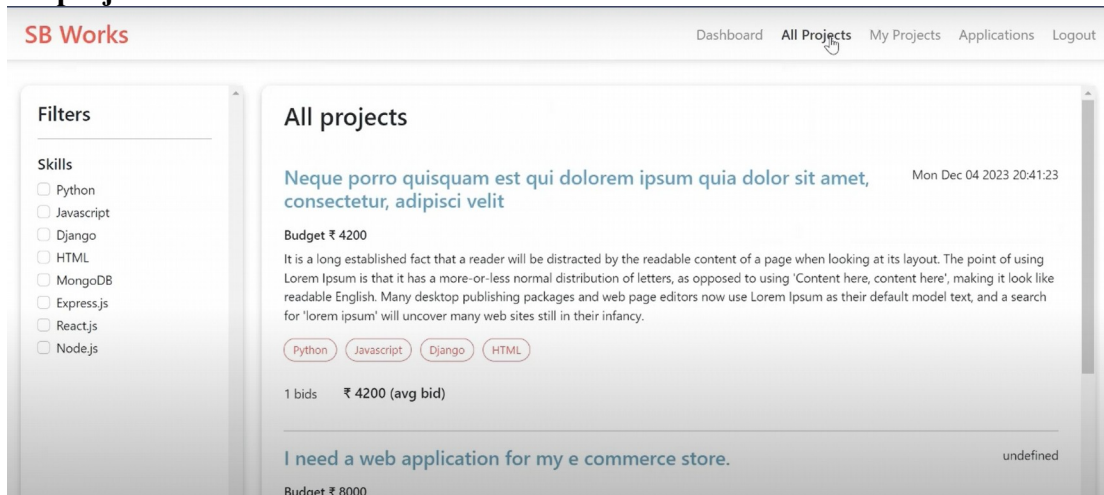 SB Works
Dashboard All Projects My Projects Applications Logout
Filters
Skills
Python
Javascript
Django
HTML
MongoDB
Express.js
React.js
Node.js
All projects
Neque porro quisquam est qui dolorem ipsum quia dolor sit amet,
consectetur, adipisci velit
Mon Dec 04 2023 20:41:23
Budget ₹ 4200
It is a long established fact that a reader will be distracted by the readable content of a page when looking at its layout. The point of using
Lorem Ipsum is that it has a more-or-less normal distribution of letters, as opposed to using 'Content here, content here', making it look like
readable English. Many desktop publishing packages and web page editors now use Lorem Ipsum as their default model text, and a search
for 'lorem ipsum' will uncover many web sites still in their infancy.
Python Javascript Django HTML
1 bids ₹ 4200 (avg bid)
I need a web application for my e commerce store.
undefined
Budget ₹ 8000